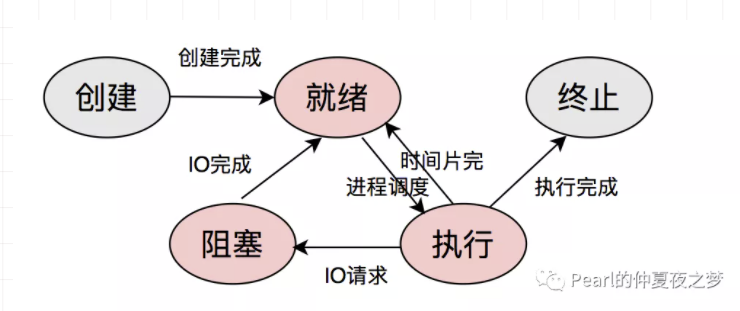 创建完成
创建
就绪
终止
IO完成
时间片完
进程调度
执行完成
阻塞
执行
IO请求
Pearl的仲夏夜之梦